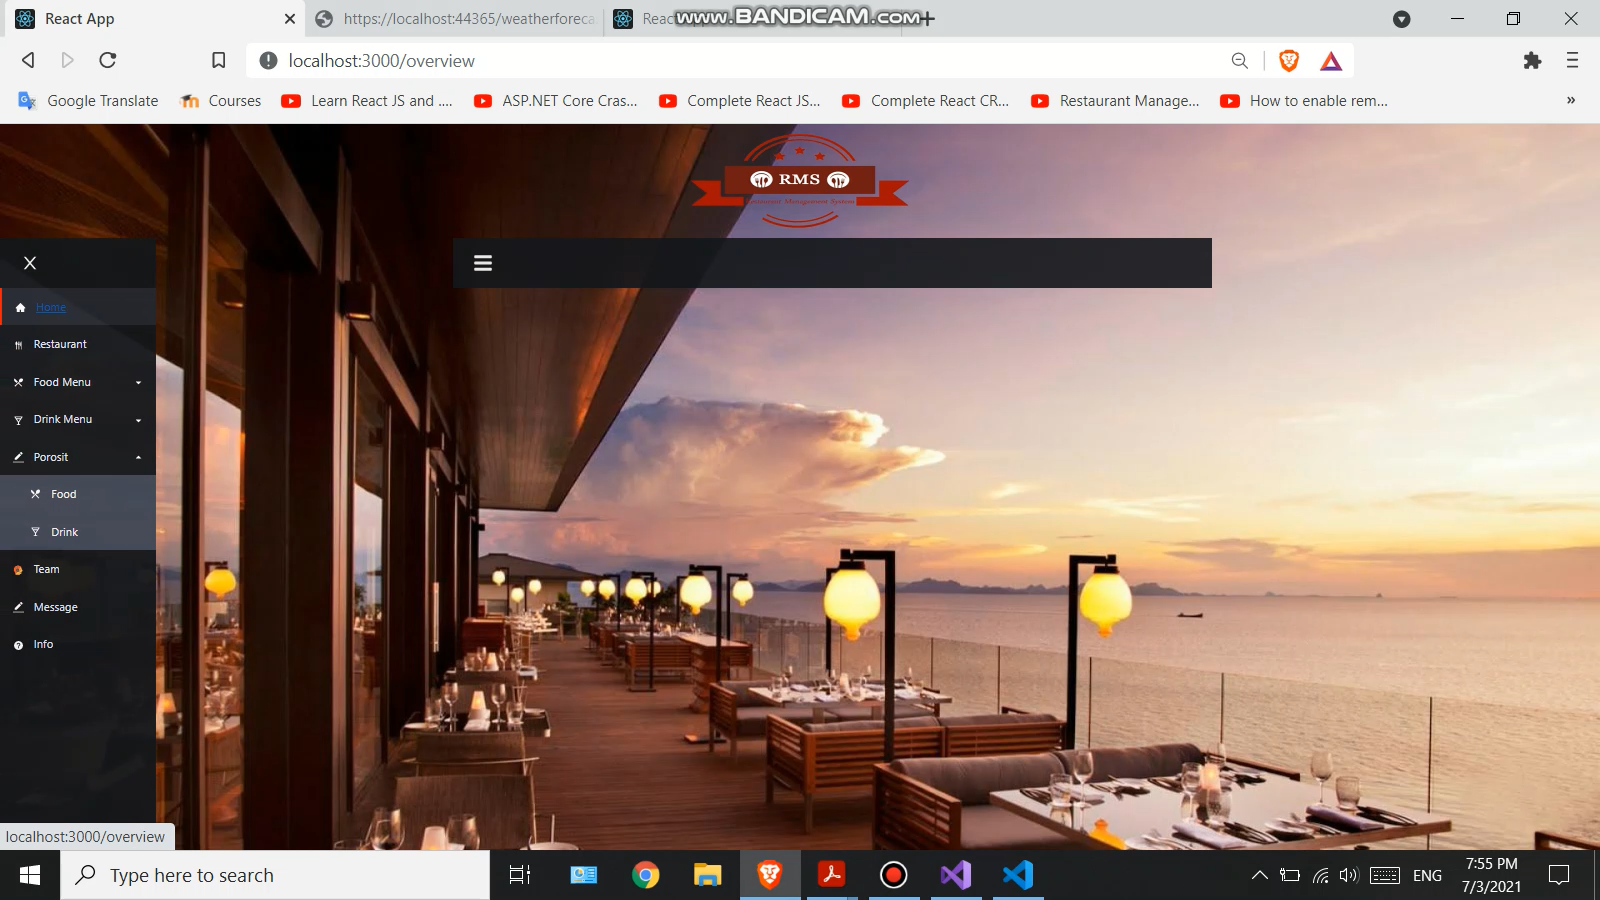 React App
https://localhost:44365/weatherforeca
Reac
www.BANDICAM.com
localhost:3000/overview
Google Translate
Courses
Learn React JS and ....
ASP.NET Core Cras...
Complete React JS...
Complete React CR...
Restaurant Manage...
How to enable rem...
»
RMS
Restaurant Management System
Home
Restaurant
Food Menu
Drink Menu
Porosit
Food
Drink
Team
Message
Info
localhost:3000/overview
Type here to search
ENG
7:55 PM
7/3/2021